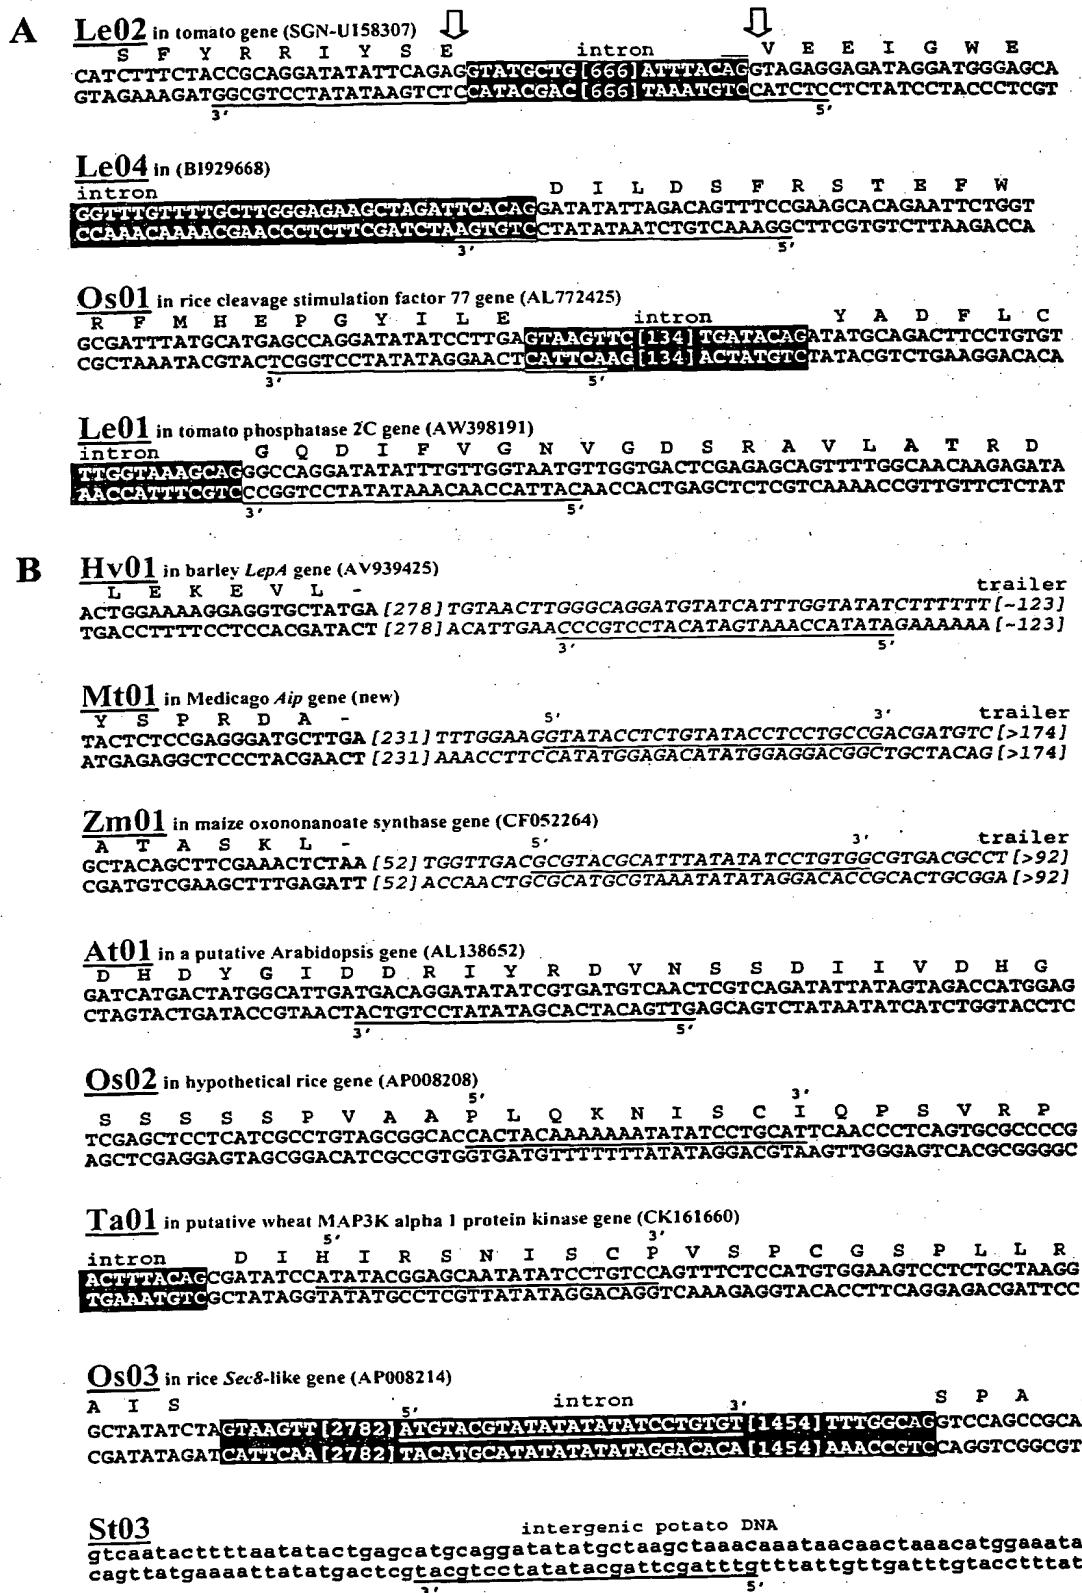 A Le02 in tomato gene (SGN-U158307)
S F Y R R I Y S E intron V E E I G W E
CATCTTTCTACCGCAGGATATATTCAGAGGTATGCTG[666]ATTTACAGGTAGAGGAGATAGGATGGGAGCA
GTAGAAAGATGGCGTCCTATATAAGTCTCCATACGAC[666]TAAATGTCCATCTCCTCTATCCTACCCTCGT
3' 5'
Le04 in (BI929668)
intron D I L D S F R S T E F W
GGTTTGTTTTGCTTGGGAGAAGCTAGATTCACAGGATATATTAGACAGTTTCCGAAGCACAGAATTCTGGT
CCAAACAAAACGAACCCTCTTCGATCTAAGTGTCCTATATAATCTGTCAAAGGCTTCGTGTCTTAAGACCA
3' 5'
Os01 in rice cleavage stimulation factor 77 gene (AL772425)
R F M H E P G Y I L E intron Y A D F L C
GCGATTTATGCATGAGCCAGGATATATCCTTGAGTAAGTTC[134]TGATACAGATATGCAGACTTCCTGTGT
CGCTAAATACGTACTCGGTCCTATATAGGAACTCATTCAAG[134]ACTATGTCTATACGTCTGAAGGACACA
3' 5'
Le01 in tomato phosphatase 2C gene (AW398191)
intron G Q D I F V G N V G D S R A V L A T R D
TTGGTAAAGCAGGGCCAGGATATATTTGTTGGTAATGTTGGTGACTCGAGAGCAGTTTTGGCAACAAGAGATA
AACCATTTCGTCCCGGTCCTATATAAACAACCATTACAACCACTGAGCTCTCGTCAAAACCGTTGTTCTCTAT
3' 5'
B Hv01 in barley LepA gene (AV939425)
L E K E V L - trailer
ACTGGAAAAGGAGGTGCTATGA [278] TGTAACTTGGGCAGGATGTATCATTTGGTATATCTTTTTT [~123]
TGACCTTTTCCTCCACGATACT [278] ACATTGAACCCGTCCTACATAGTAAACCATATAGAAAAAA [~123]
3' 5'
Mt01 in Medicago Aip gene (new)
Y S P R D A - 5' 3' trailer
TACTCTCCGAGGGATGCTTGA [231] TTTGGAAGGTATACCTCTGTATACCTCCTGCCGACGATGTC [>174]
ATGAGAGGCTCCCTACGAACT [231] AAACCTTCCATATGGAGACATATGGAGGACGGCTGCTACAG [>174]
Zm01 in maize oxononanoate synthase gene (CF052264)
A T A S K L - 5' 3' trailer
GCTACAGCTTCGAAACTCTAA [52] TGGTTGACGCGTACGCATTTATATATCCTGTGGCGTGACGCCT [>92]
CGATGTCGAAGCTTTGAGATT [52] ACCAACTGCGCATGCGTAAATATATAGGACACCGCACTGCGGA [>92]
At01 in a putative Arabidopsis gene (AL138652)
D H D Y G I D D R I Y R D V N S S D I I V D H G
GATCATGACTATGGCATTGATGACAGGATATATCGTGATGTCAACTCGTCAGATATTATAGTAGACCATGGAG
CTAGTACTGATACCGTAACTACTGTCCTATATAGCACTACAGTTGAGCAGTCTATAATATCATCTGGTACCTC
3' 5'
Os02 in hypothetical rice gene (AP008208)
5' 3'
S S S S S P V A A P L Q K N I S C I Q P S V R P
TCGAGCTCCTCATCGCCTGTAGCGGCACCACTACAAAAAAATATATCCTGCATTCAACCCTCAGTGCGCCCCG
AGCTCGAGGAGTAGCGGACATCGCCGTGGTGATGTTTTTTTATATAGGACGTAAGTTGGGAGTCACGCGGGGC
Ta01 in putative wheat MAP3K alpha 1 protein kinase gene (CK161660)
5' 3'
intron D I H I R S N I S C P V S P C G S P L L R
ACTTTACAGCGATATCCATATACGGAGCAATATATCCTGTCCAGTTTCTCCATGTGGAAGTCCTCTGCTAAGG
TGAAATGTCGCTATAGGTATATGCCTCGTTATATAGGACAGGTCAAAGAGGTACACCTTCAGGAGACGATTCC
Os03 in rice Sec8-like gene (AP008214)
A I S 5' intron 3' S P A
GCTATATCTAGTAAGTT[2782]ATGTACGTATATATATATCCTGTGT[1454]TTTGGCAGGTCCAGCCGCA
CGATATAGATCATTCAA[2782]TACATGCATATATATATAGGACACA[1454]AAACCGTCCAGGTCGGCGT
St03 intergenic potato DNA
gtcaatacttttaatatactgagcatgcaggatatatgctaagctaaacaaataacaactaaacatggaaata
cagttatgaaaattatatgactcgtacgtcctatatacgattcgatttgtttattgttgatttgtacctttat
3' 5'